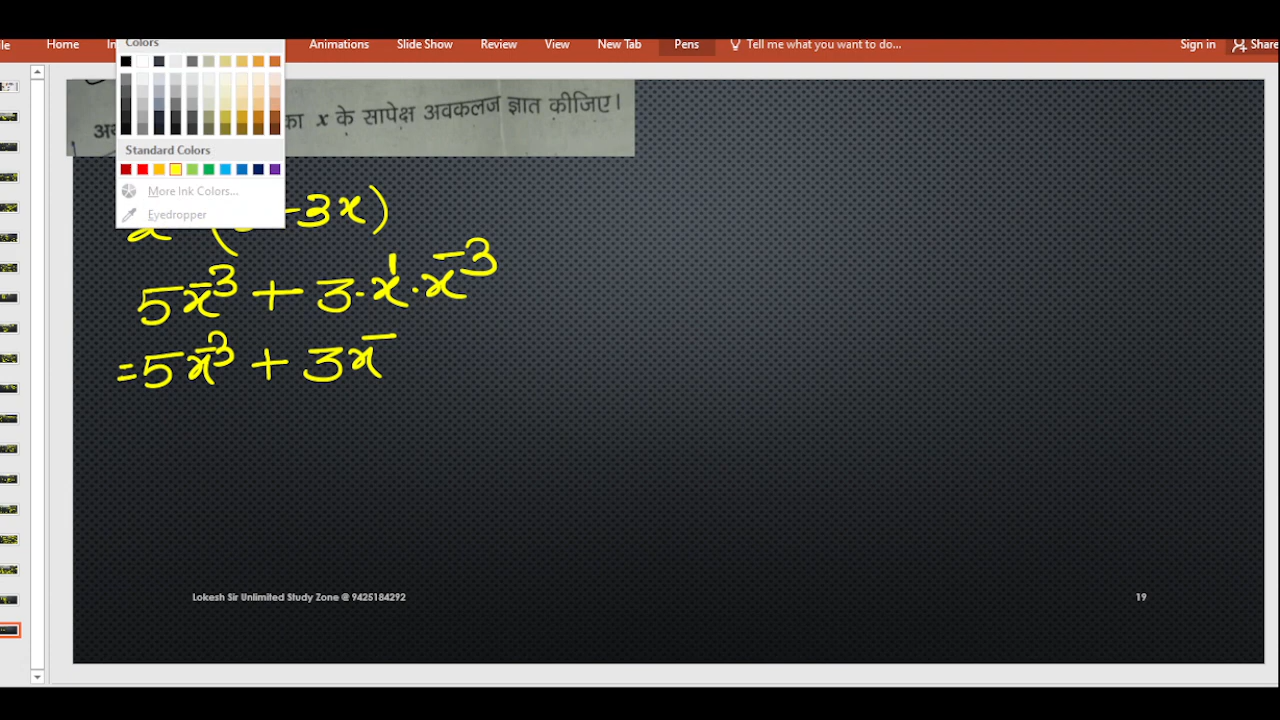 Home Animations Slide Show Review View New Tab Pens Tell me what you want to do... Sign in Share
Colors
का x के सापेक्ष अवकलज ज्ञात कीजिए।
Standard Colors
More Ink Colors...
Eyedropper
-3x)
5x⁻³ + 3·x¹·x⁻³
=5x⁻³ + 3x⁻
Lokesh Sir Unlimited Study Zone @ 9425184292
19